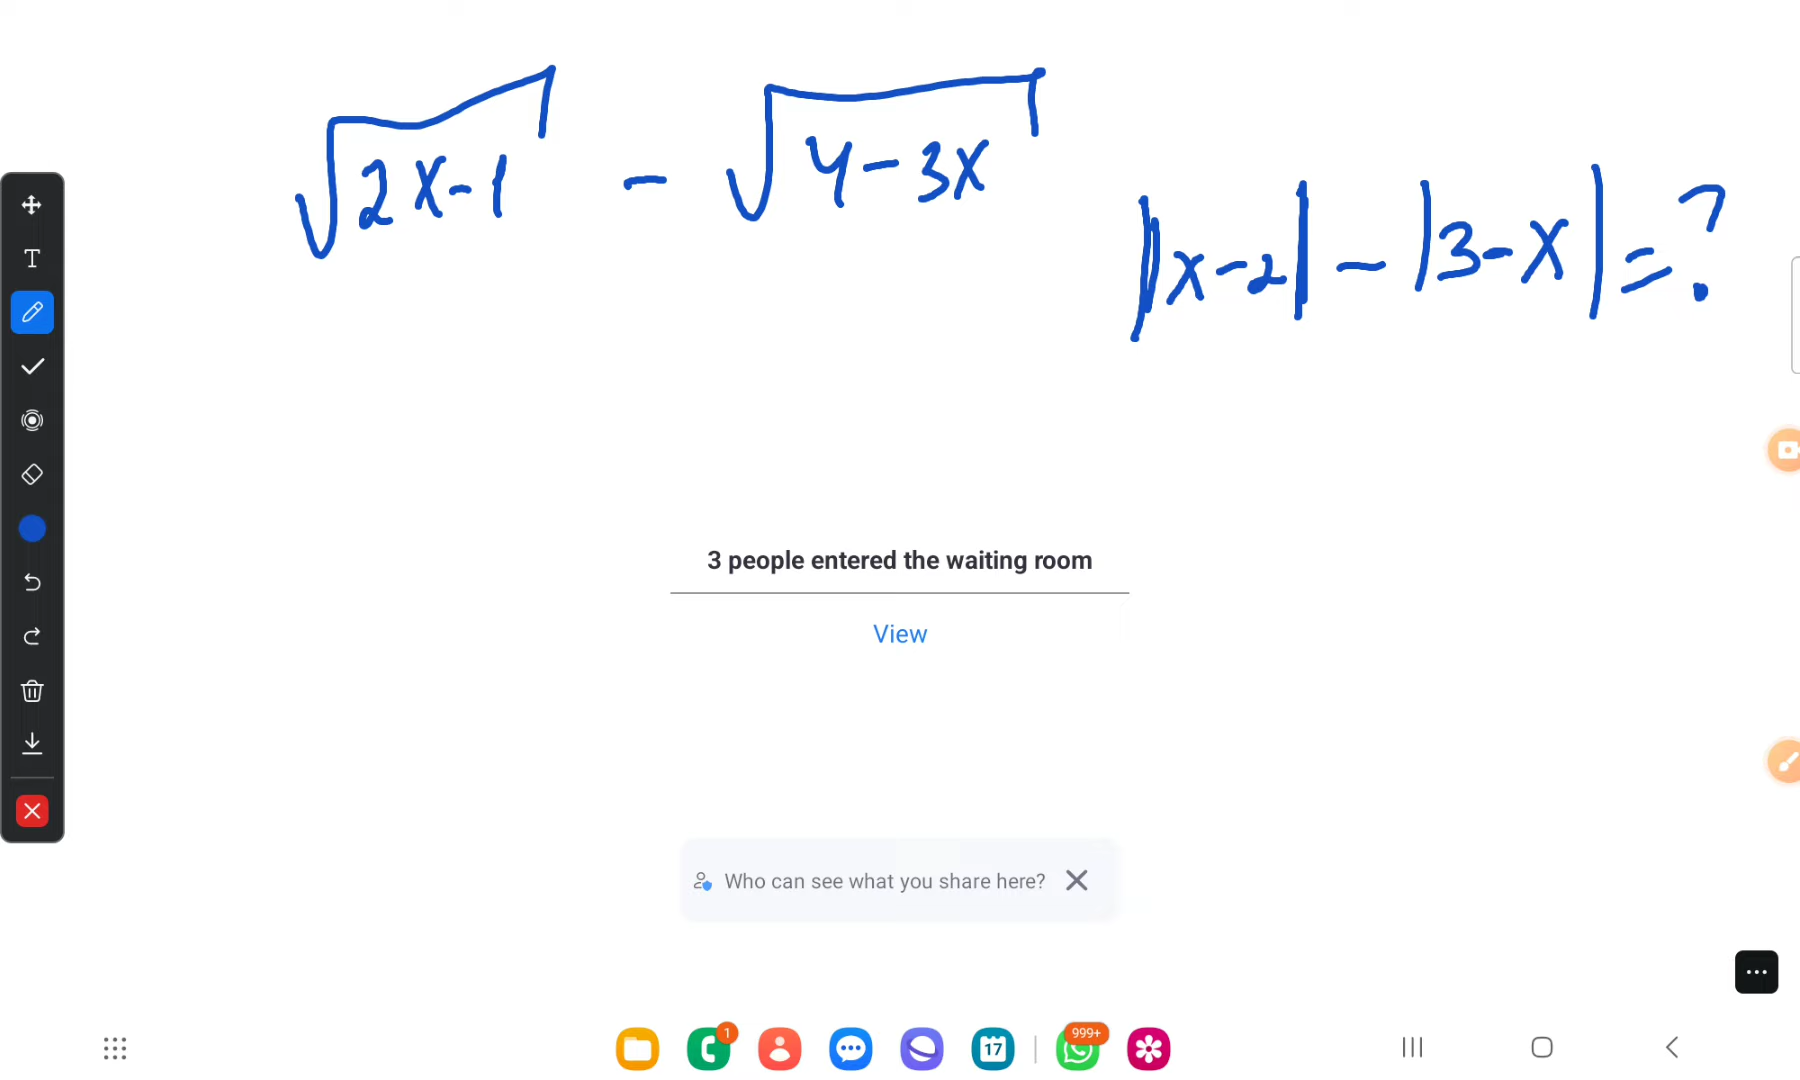 √2x-1 - √4-3x
|x-2| - |3-x| = ?
T
3 people entered the waiting room
View
Who can see what you share here?
1
17
999+